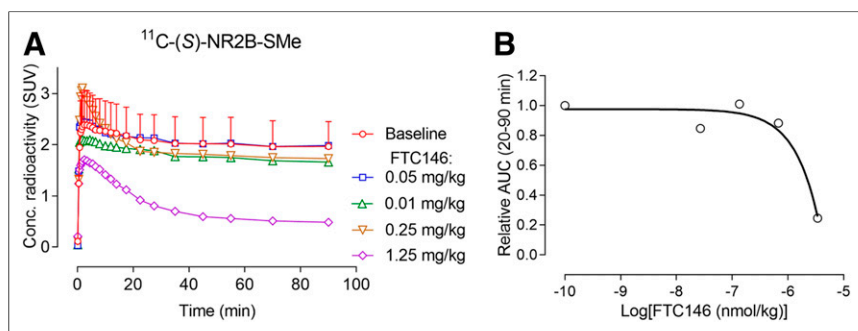 A
¹¹C-(S)-NR2B-SMe
Conc. radioactivity (SUV)
3
2
1
0
0 20 40 60 80 100
Time (min)
Baseline
FTC146:
0.05 mg/kg
0.01 mg/kg
0.25 mg/kg
1.25 mg/kg
B
Relative AUC (20-90 min)
1.2
1.0
0.8
0.6
0.4
0.2
0.0
-10 -9 -8 -7 -6 -5
Log[FTC146 (nmol/kg)]